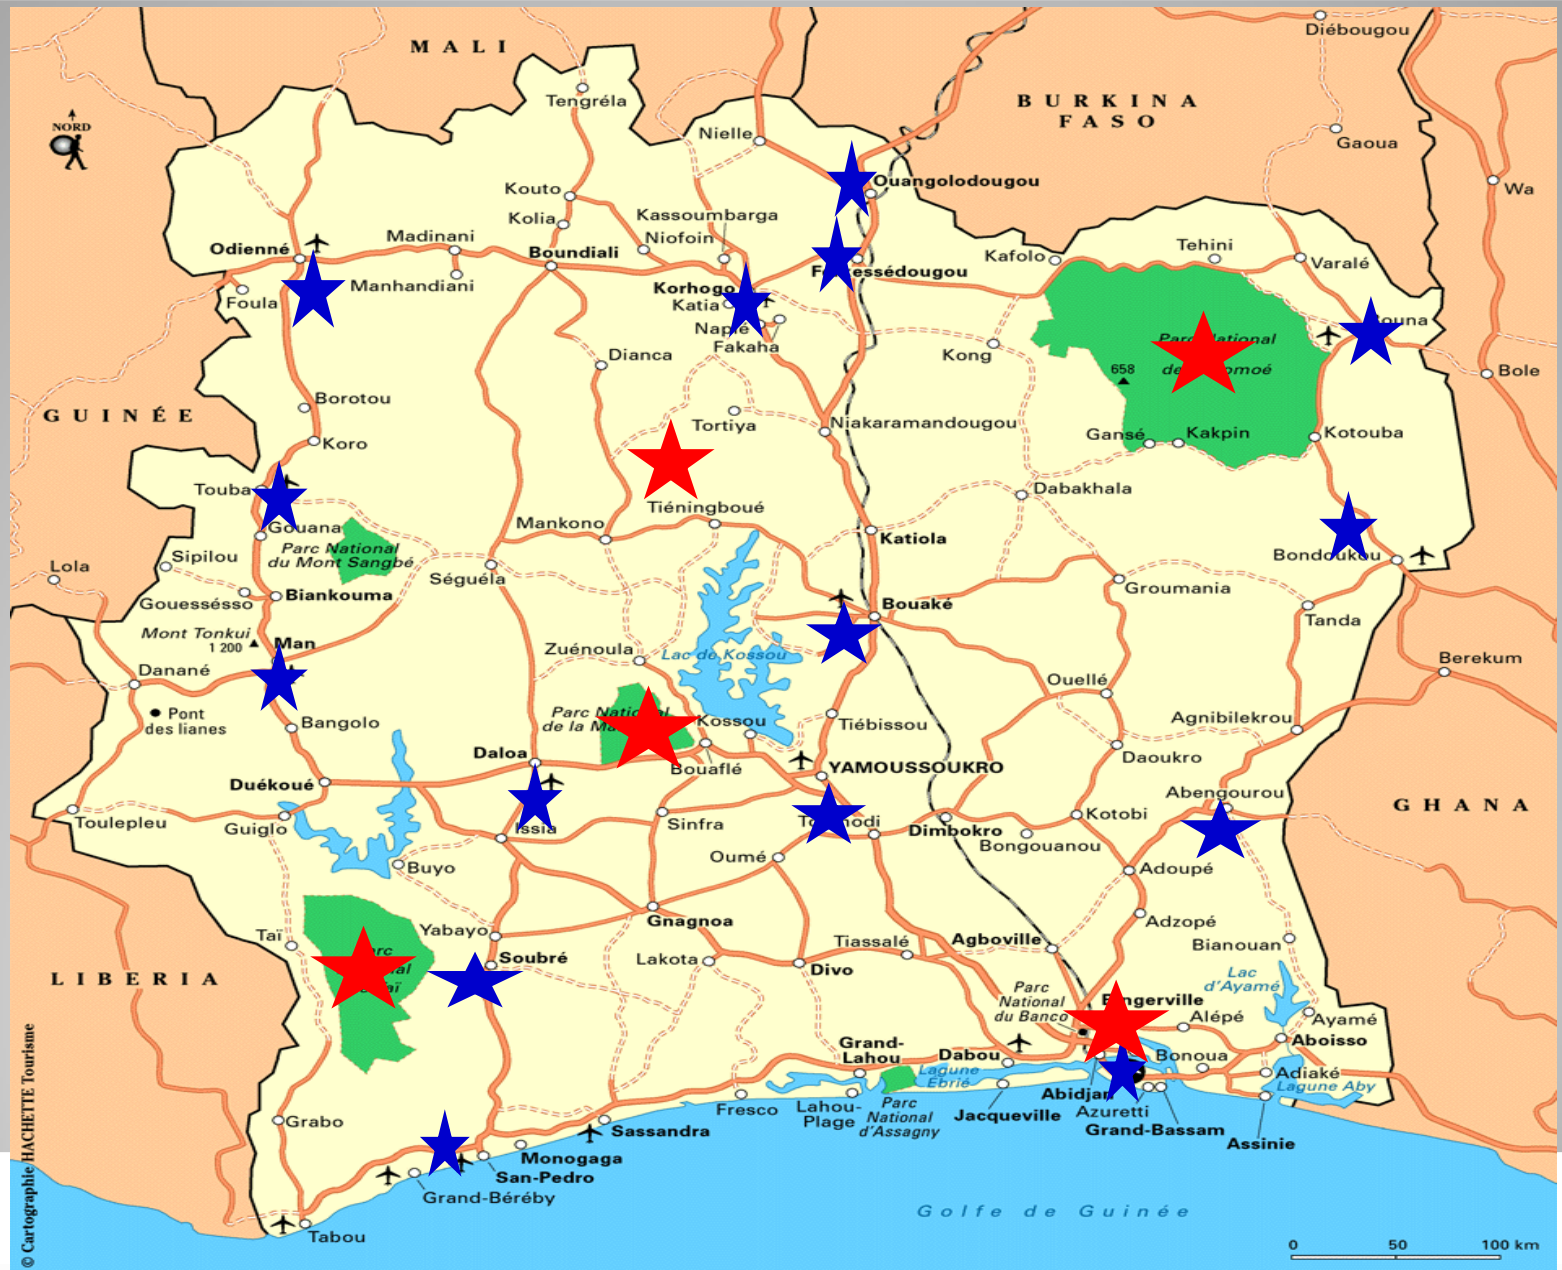 MALI
BURKINA
FASO
Diébougou
Gaoua
Wa
NORD
Tengréla
Nielle
Ouangolodougou
Kouto
Kolia
Kassoumbarga
Niofoin
Madinani
Odienné
Boundiali
Manhandiani
Foula
Korhogo
Katia
Napié
Fakaha
Kafolo
Tehini
Varalé
Kong
Parc National
658
Bole
Dianca
GUINÉE
Borotou
Koro
Tortiya
Niakaramandougou
Gansé
Kakpin
Kotouba
Touba
Gouana
Parc National
du Mont Sangbé
Tiéningboué
Mankono
Dabakhala
Katiola
Bondoukou
Lola
Sipilou
Séguéla
Gouessésso
Biankouma
Groumania
Tanda
Bouaké
Mont Tonkui
1 200
Man
Danané
Zuénoula
Lac de Kossou
Berekum
Pont
des lianes
Bangolo
Ouellé
Parc National
de la
Kossou
Tiébissou
Agnibilekrou
Daloa
Bouaflé
YAMOUSSOUKRO
Daoukro
Duékoué
Abengourou
GHANA
Toulepleu
Guiglo
Issia
Sinfra
Dimbokro
Bongouanou
Kotobi
Oumé
Buyo
Adoupé
Gnagnoa
Yabayo
Taï
Soubré
Lakota
Divo
Tiassalé
Agboville
Adzopé
Bianouan
LIBERIA
Lac
d'Ayamé
Parc
National
du Banco
Bingerville
Alépé
Ayamé
Aboisso
Grand-
Lahou
Dabou
Bonoua
Adiaké
Lagune
Ebrié
Lagune Aby
Abidjan
Azuretti
Grand-Bassam
Assinie
Jacqueville
Parc
National
d'Assagny
Lahou-
Plage
Fresco
Sassandra
Monogaga
San-Pedro
Grand-Béréby
Grabo
Tabou
Golfe de Guinée
0 50 100 km
© Cartographie HACHETTE Tourisme